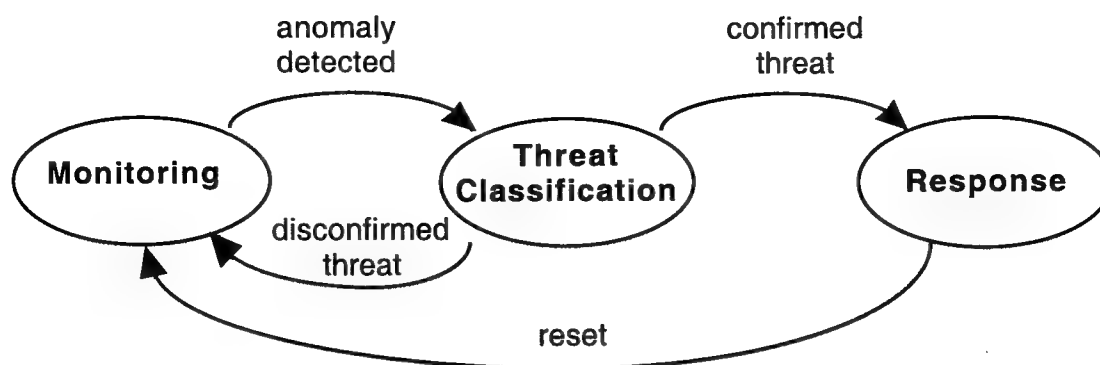 anomaly
detected
confirmed
threat
Monitoring
Threat
Classification
Response
disconfirmed
threat
reset